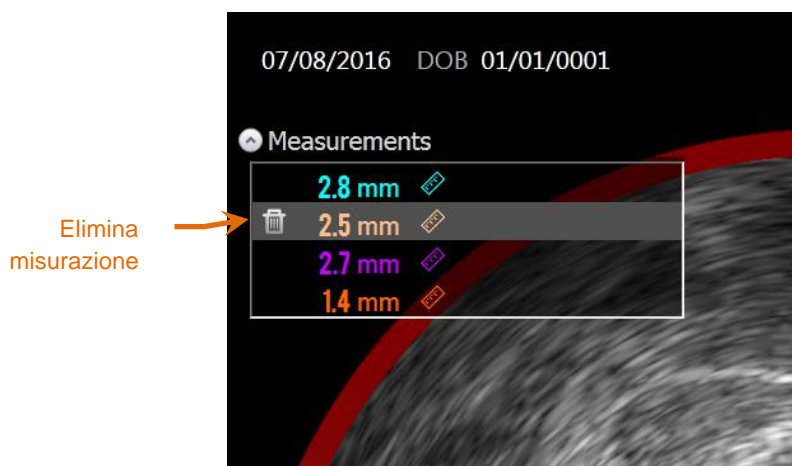 07/08/2016 DOB 01/01/0001
Measurements
2.8 mm
2.5 mm
2.7 mm
1.4 mm
Elimina
misurazione